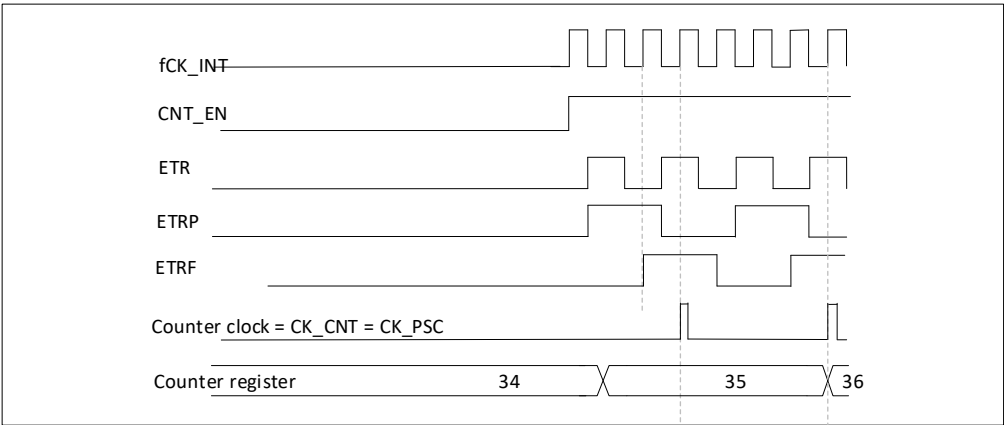 fCK_INT
CNT_EN
ETR
ETRP
ETRF
Counter clock = CK_CNT = CK_PSC
Counter register 34 35 36